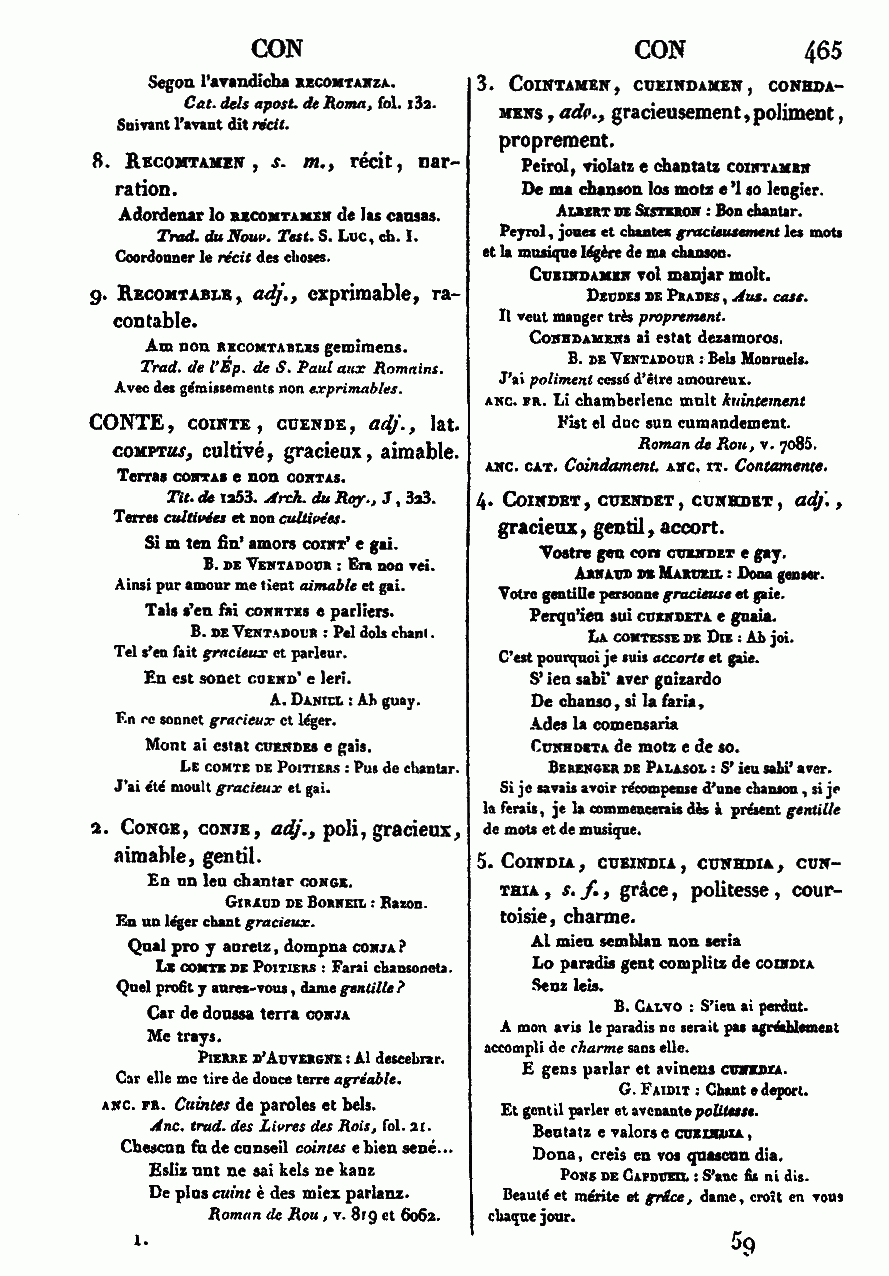 CON
CON 465
Segon l'avandicha RECOMTANZA.
Cat. dels apost. de Roma, fol. 132.
Suivant l'avant dit récit.
8. RECOMTAMEN, s. m., récit, nar-
ration.
Adordenar lo RECOMTAMEN de las causas.
Trad. du Nouv. Test. S. LUC, ch. I.
Coordonner le récit des choses.
9. RECOMTABLE, adj., exprimable, ra-
contable.
Am non RECOMTABLES gemimens.
Trad. de l'Ép. de S. Paul aux Romains.
Avec des gémissements non exprimables.
CONTE, COINTE, CUENDE, adj., lat.
COMPTUS, cultivé, gracieux, aimable.
Terras CONTAS e non CONTAS.
Tit. de 1253. Arch. du Roy., J, 323.
Terres cultivées et non cultivées.
Si m ten fin' amors COINT' e gai.
B. DE VENTADOUR : Era non vei.
Ainsi pur amour me tient aimable et gai.
Tals s'en fai CONHTES e parliers.
B. DE VENTADOUR : Pel dols chant.
Tel s'en fait gracieux et parleur.
En est sonet CUEND' e leri.
A. DANIEL : Ab guay.
En ce sonnet gracieux et léger.
Mont ai estat CUENDES e gais.
LE COMTE DE POITIERS : Pus de chantar.
J'ai été moult gracieux et gai.
2. CONGE, CONJE, adj., poli, gracieux,
aimable, gentil.
En un leu chantar CONGE.
GIRAUD DE BORNEIL : Razon.
En un léger chant gracieux.
Qual pro y auretz, dompna CONJA?
LE COMTE DE POITIERS : Farai chansoneta.
Quel profit y aurez-vous, dame gentille?
Car de doussa terra CONJA
Me trays.
PIERRE D'AUVERGNE : Al descebrar.
Car elle me tire de douce terre agréable.
ANC. FR. Cuintes de paroles et bels.
Anc. trad. des Livres des Rois, fol. 21.
Chescun fu de cunseil cointes e bien sené...
Esliz unt ne sai kels ne kanz
De plus cuint è des miex parlanz.
Roman de Rou, v. 819 et 6062.
1.
3. COINTAMEN, CUEINDAMEN, CONHDA-
MENS, adv., gracieusement, poliment,
proprement.
Peirol, violatz e chantatz COINTAMEN
De ma chanson los motz e 'l so leugier.
ALBERT DE SISTERON : Bon chantar.
Peyrol, jouez et chantez gracieusement les mots
et la musique légère de ma chanson.
CUEINDAMEN vol manjar molt.
DEUDES DE PRADES, Aus. cass.
Il veut manger très proprement.
CONHDAMENS ai estat dezamoros.
B. DE VENTADOUR : Bels Monruels.
J'ai poliment cessé d'être amoureux.
ANC. FR. Li chamberlenc mult kuintement
Fist el duc sun cumandement.
Roman de Rou, v. 7085.
ANC. CAT. Coindament. ANC. IT. Contamente.
4. COINDET, CUENDET, CUNHDET, adj.,
gracieux, gentil, accort.
Vostre gen cors CUENDET e gay.
ARNAUD DE MARUEIL : Dona genser.
Votre gentille personne gracieuse et gaie.
Perqu'ieu sui CUENDETA e guaia.
LA COMTESSE DE DIE : Ab joi.
C'est pourquoi je suis accorte et gaie.
S' ieu sabi' aver guizardo
De chanso, si la faria,
Ades la comensaria
CUNHDETA de motz e de so.
BERENGER DE PALASOL : S' ieu sabi' aver.
Si je savais avoir récompense d'une chanson, si je
la ferais, je la commencerais dès à présent gentille
de mots et de musique.
5. COINDIA, CUEINDIA, CUNHDIA, CUN-
THIA, s. f., grâce, politesse, cour-
toisie, charme.
Al mieu semblan non seria
Lo paradis gent complitz de COINDIA
Senz leis.
B. CALVO : S'ieu ai perdut.
A mon avis le paradis ne serait pas agréablement
accompli de charme sans elle.
E gens parlar et avinens CUNHDIA.
G. FAIDIT : Chant e deport.
Et gentil parler et avenante politesse.
Beutatz e valors e CUEINDIA,
Dona, creis en vos quascun dia.
PONS DE CAPDUEIL : S'anc fis ni dis.
Beauté et mérite et grâce, dame, croît en vous
chaque jour.
59